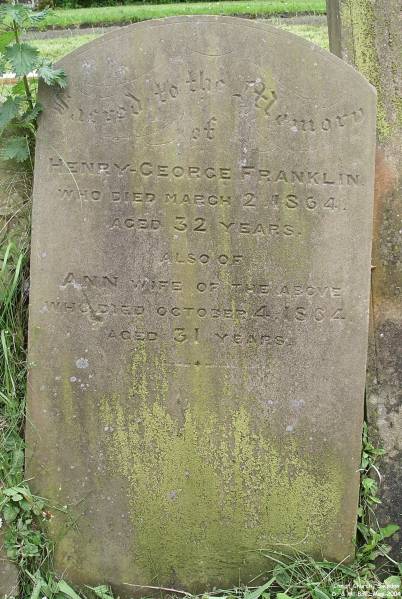 Sacred to the Memory
of
HENRY-GEORGE FRANKLIN
WHO DIED MARCH 2, 1864.
AGED 32 YEARS.
ALSO OF
ANN WIFE OF THE ABOVE
WHO DIED OCTOBER 4, 1864
AGED 31 YEARS.